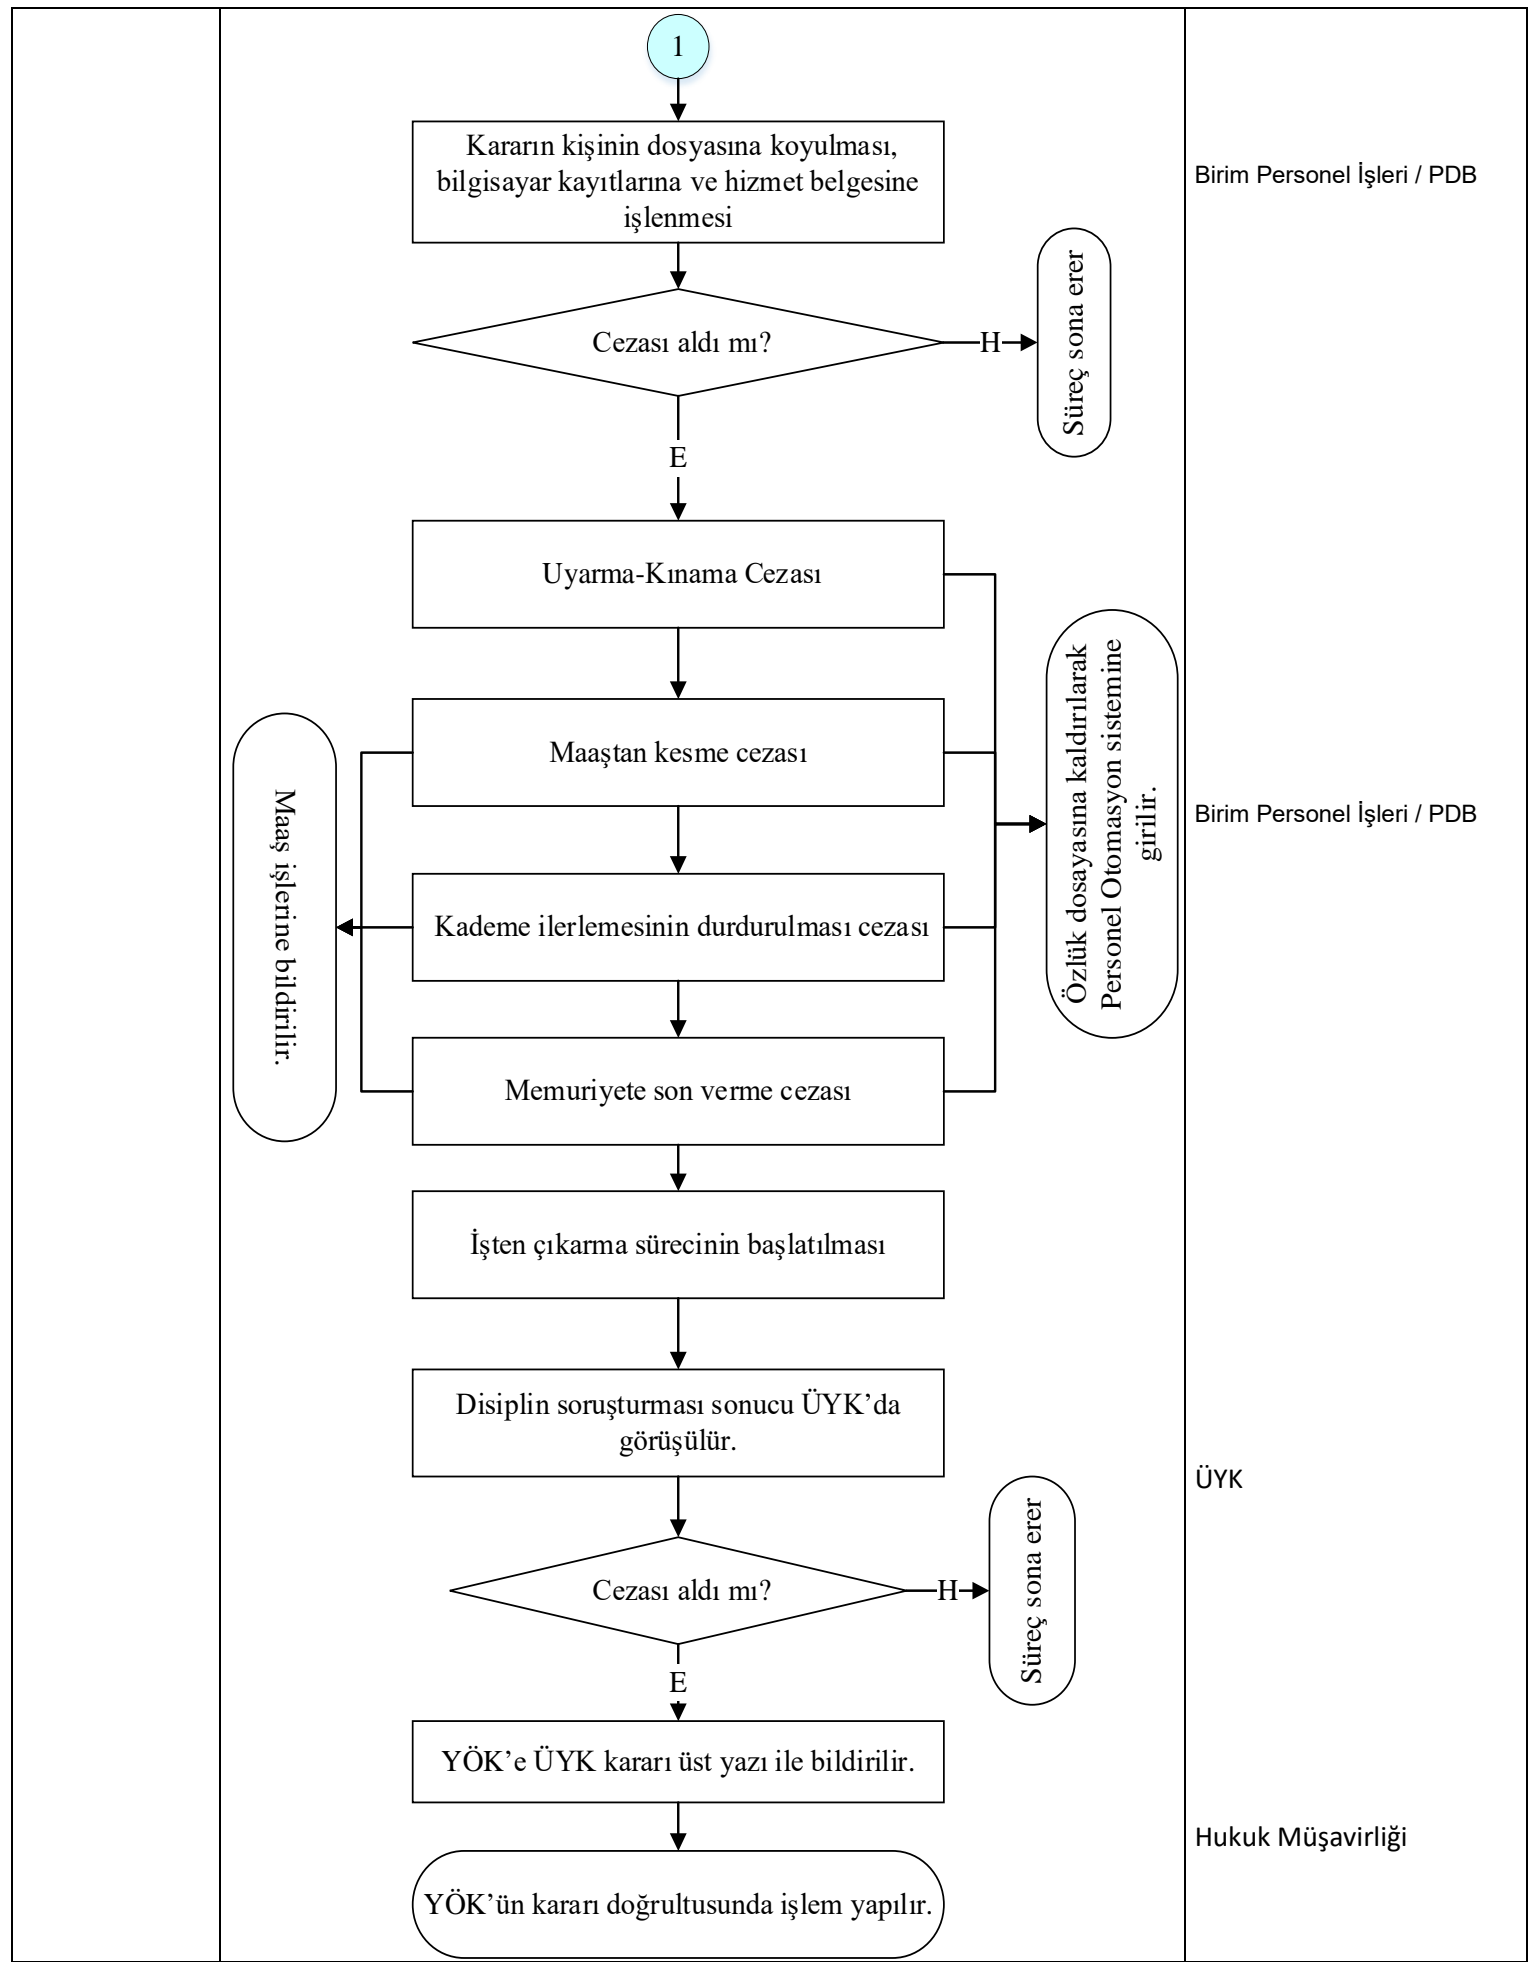 1
Kararın kişinin dosyasına koyulması,
bilgisayar kayıtlarına ve hizmet belgesine
işlenmesi
Birim Personel İşleri / PDB
Cezası aldı mı?
H
Süreç sona erer
E
Uyarma-Kınama Cezası
Maaştan kesme cezası
Kademe ilerlemesinin durdurulması cezası
Memuriyete son verme cezası
Maaş işlerine bildirilir.
Özlük dosayasına kaldırılarak
Personel Otomasyon sistemine
girilir.
Birim Personel İşleri / PDB
İşten çıkarma sürecinin başlatılması
Disiplin soruşturması sonucu ÜYK’da
görüşülür.
ÜYK
Cezası aldı mı?
H
Süreç sona erer
E
YÖK’e ÜYK kararı üst yazı ile bildirilir.
Hukuk Müşavirliği
YÖK’ün kararı doğrultusunda işlem yapılır.